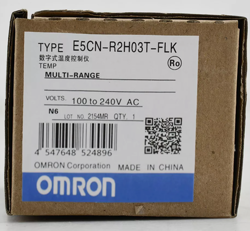 TYPE E5CN-R2H03T-FLK
数字式温度控制仪
TEMP
Ro
MULTI-RANGE
VOLTS. 100 to 240V AC
N6 LOT NO. 2154MR QTY. 1
4 547648 524896
OMRON Corporation MADE IN CHINA
OMRON